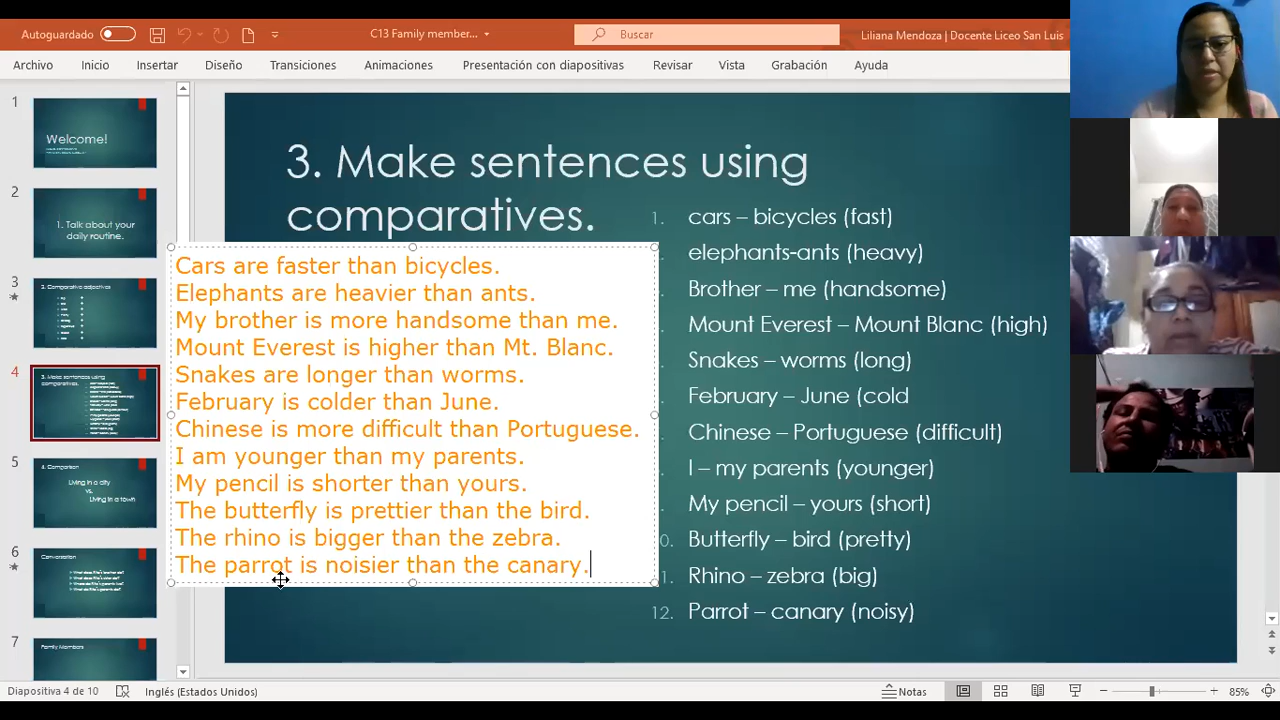 Autoguardado
C13 Family member...
Buscar
Liliana Mendoza | Docente Liceo San Luis
Archivo
Inicio
Insertar
Diseño
Transiciones
Animaciones
Presentación con diapositivas
Revisar
Vista
Grabación
Ayuda
1
Welcome!
2
1. Talk about your
daily routine.
3
2. Comparative adjectives
4
3. Make sentences using
comparatives.
5
4. Comparison
Living in a city
vs.
Living in a town
6
Conversation
7
Family Members
3. Make sentences using
comparatives.
Cars are faster than bicycles.
Elephants are heavier than ants.
My brother is more handsome than me.
Mount Everest is higher than Mt. Blanc.
Snakes are longer than worms.
February is colder than June.
Chinese is more difficult than Portuguese.
I am younger than my parents.
My pencil is shorter than yours.
The butterfly is prettier than the bird.
The rhino is bigger than the zebra.
The parrot is noisier than the canary.
1. cars – bicycles (fast)
elephants-ants (heavy)
Brother – me (handsome)
Mount Everest – Mount Blanc (high)
Snakes – worms (long)
February – June (cold
Chinese – Portuguese (difficult)
I – my parents (younger)
My pencil – yours (short)
0. Butterfly – bird (pretty)
1. Rhino – zebra (big)
12. Parrot – canary (noisy)
Diapositiva 4 de 10
Inglés (Estados Unidos)
Notas
85%